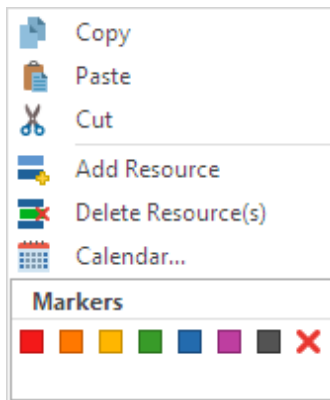 Copy
Paste
Cut
Add Resource
Delete Resource(s)
Calendar...
Markers